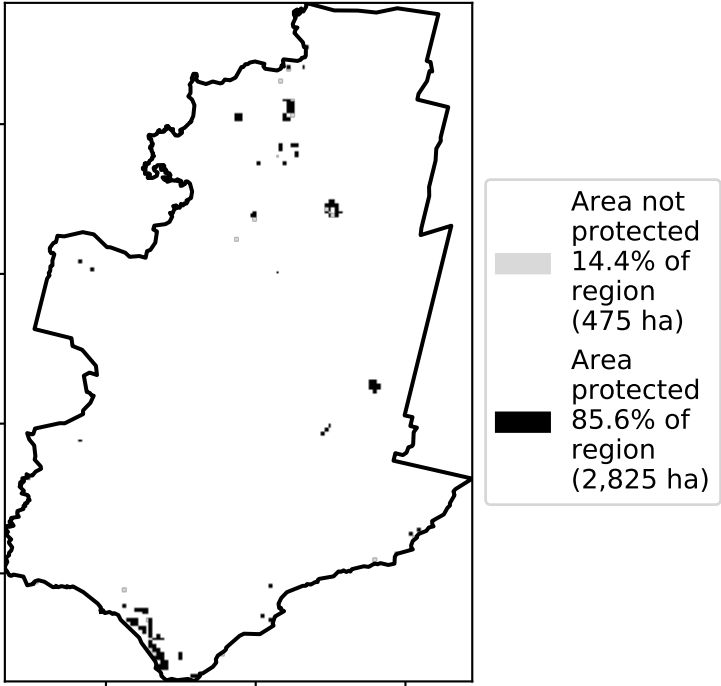 Area not
protected
14.4% of
region
(475 ha)
Area
protected
85.6% of
region
(2,825 ha)